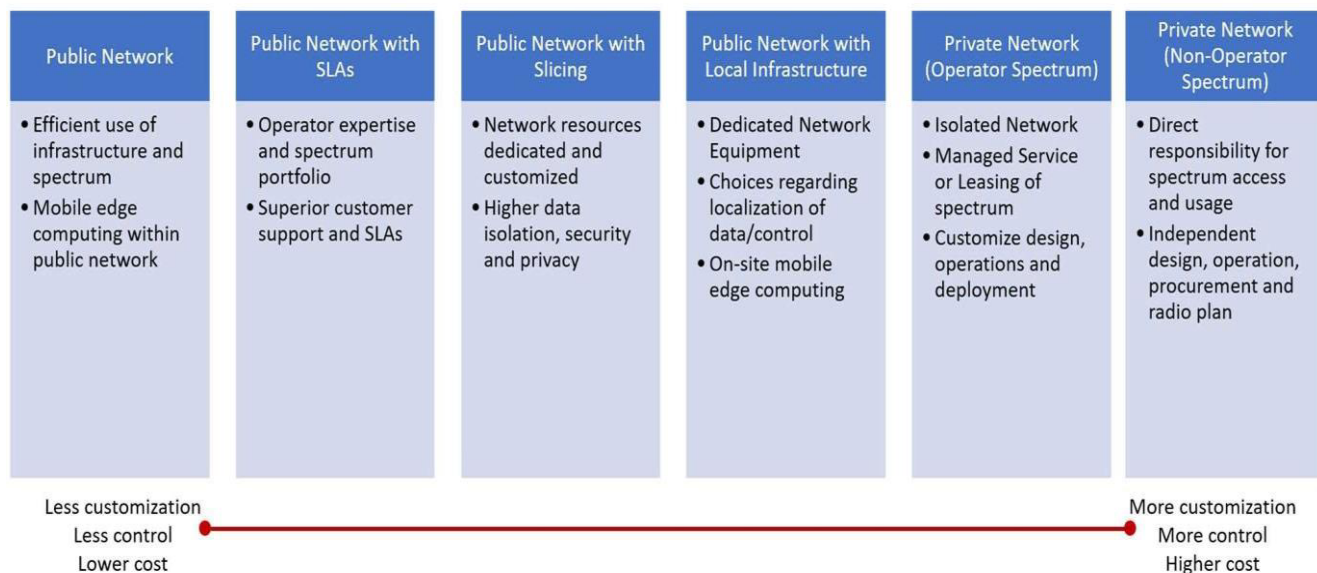 Public Network
• Efficient use of
infrastructure and
spectrum
• Mobile edge
computing within
public network
Public Network with
SLAs
• Operator expertise
and spectrum
portfolio
• Superior customer
support and SLAs
Public Network with
Slicing
• Network resources
dedicated and
customized
• Higher data
isolation, security
and privacy
Public Network with
Local Infrastructure
• Dedicated Network
Equipment
• Choices regarding
localization of
data/control
• On-site mobile
edge computing
Private Network
(Operator Spectrum)
• Isolated Network
• Managed Service
or Leasing of
spectrum
• Customize design,
operations and
deployment
Private Network
(Non-Operator
Spectrum)
• Direct
responsibility for
spectrum access
and usage
• Independent
design, operation,
procurement and
radio plan
Less customization
Less control
Lower cost
More customization
More control
Higher cost